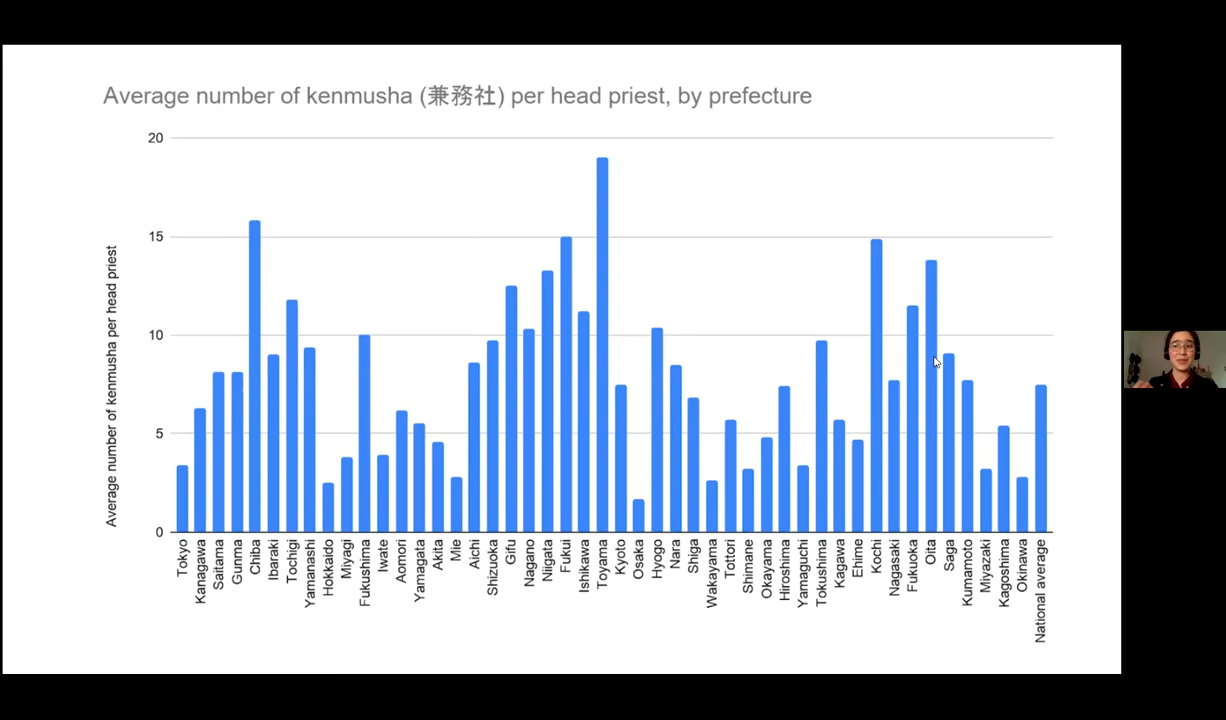 Average number of kenmusha (兼務社) per head priest, by prefecture
Average number of kenmusha per head priest
20
15
10
5
0
Tokyo
Kanagawa
Saitama
Gunma
Chiba
Ibaraki
Tochigi
Yamanashi
Hokkaido
Miyagi
Fukushima
Iwate
Aomori
Yamagata
Akita
Mie
Aichi
Shizuoka
Gifu
Nagano
Niigata
Fukui
Ishikawa
Toyama
Kyoto
Osaka
Hyogo
Nara
Shiga
Wakayama
Tottori
Shimane
Okayama
Hiroshima
Yamaguchi
Tokushima
Kagawa
Ehime
Kochi
Nagasaki
Fukuoka
Oita
Saga
Kumamoto
Miyazaki
Kagoshima
Okinawa
National average